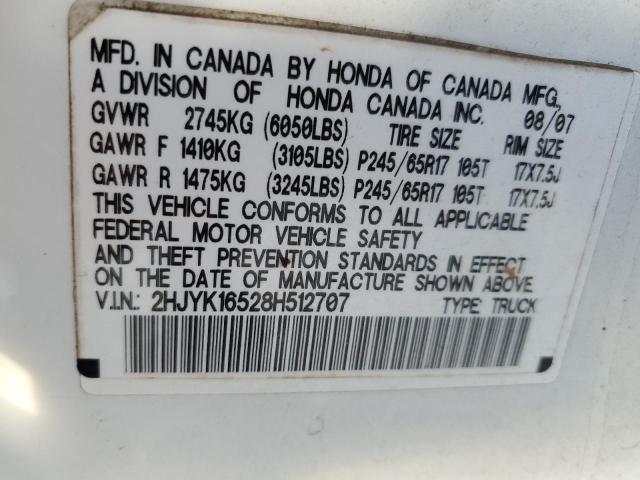 MFD. IN CANADA BY HONDA OF CANADA MFG.,
A DIVISION OF HONDA CANADA INC. 08/07
GVWR 2745KG (6050LBS) TIRE SIZE RIM SIZE
GAWR F 1410KG (3105LBS) P245/65R17 105T 17X7.5J
GAWR R 1475KG (3245LBS) P245/65R17 105T 17X7.5J
THIS VEHICLE CONFORMS TO ALL APPLICABLE
FEDERAL MOTOR VEHICLE SAFETY
AND THEFT PREVENTION STANDARDS IN EFFECT
ON THE DATE OF MANUFACTURE SHOWN ABOVE.
V.I.N.: 2HJYK16528H512707 TYPE: TRUCK